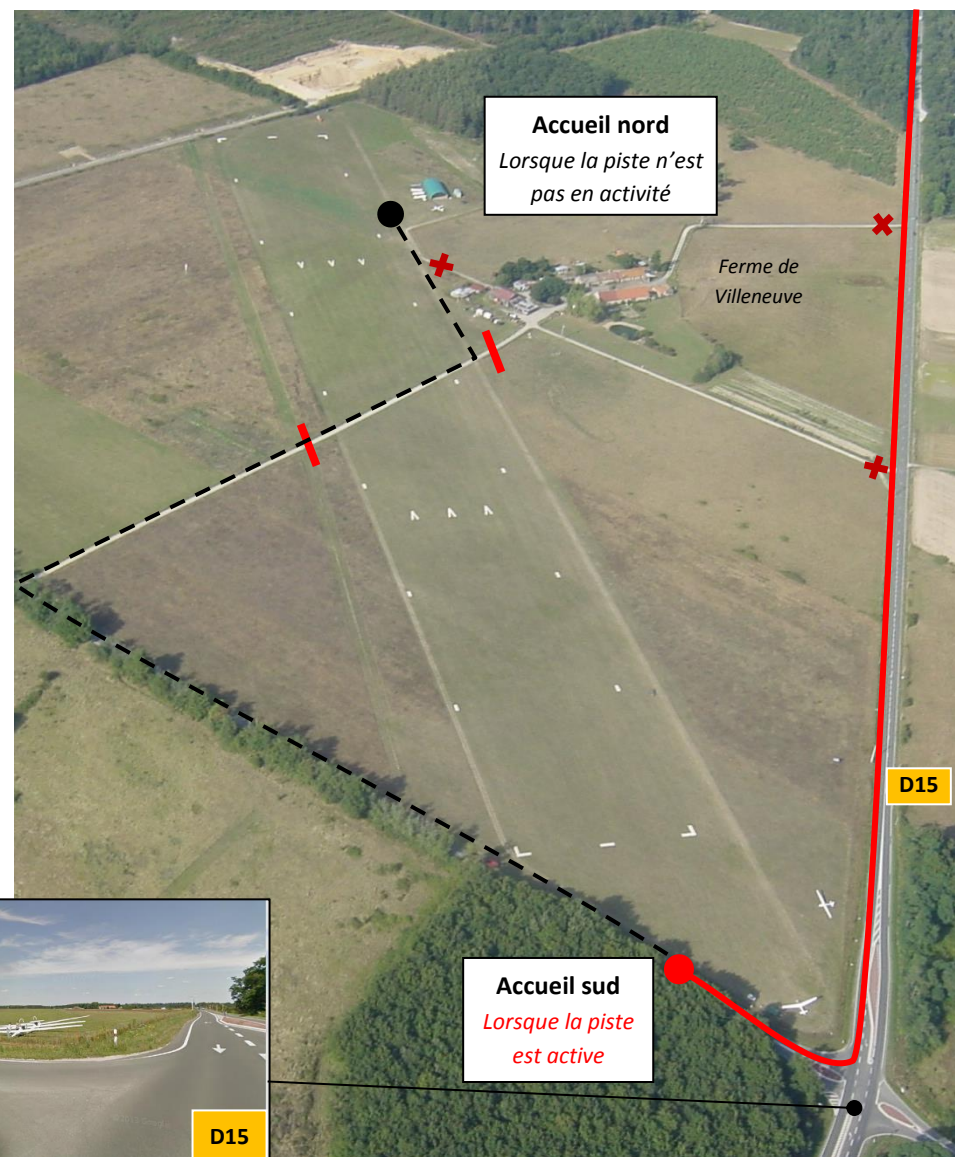 Accueil nord
Lorsque la piste n’est
pas en activité
Ferme de
Villeneuve
D15
Accueil sud
Lorsque la piste
est active
D15